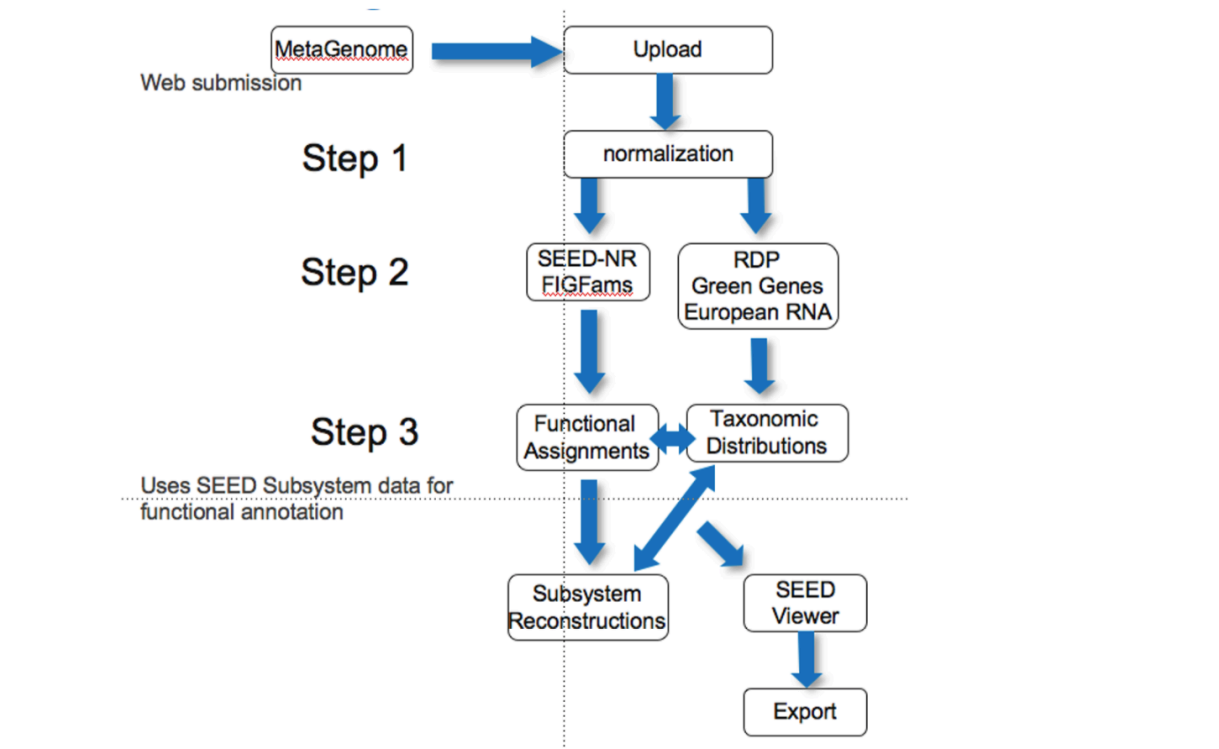 MetaGenome
Upload
Web submission
Step 1
normalization
Step 2
SEED-NR
FIGFams
RDP
Green Genes
European RNA
Step 3
Functional
Assignments
Taxonomic
Distributions
Uses SEED Subsystem data for
functional annotation
Subsystem
Reconstructions
SEED
Viewer
Export